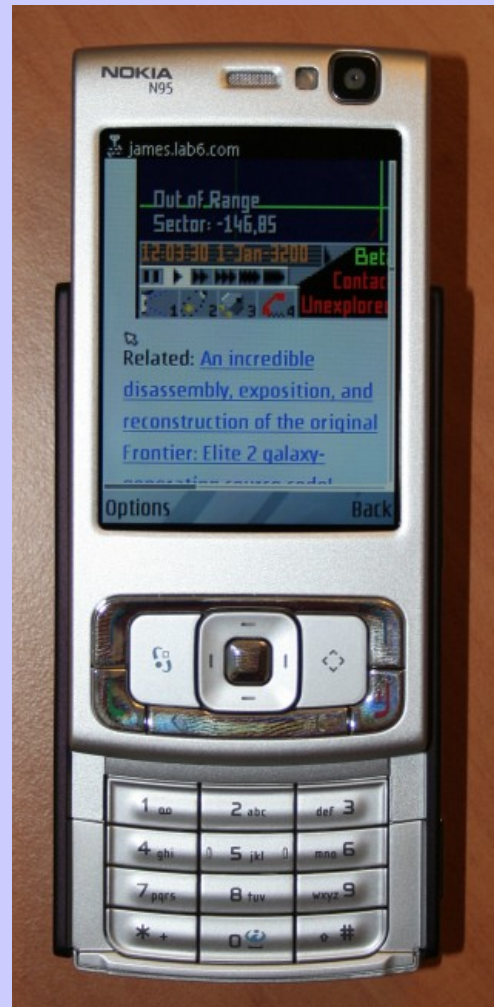 NOKIA
N95
james.lab6.com
Out of Range
Sector: -146,85
12:03:30 1-Jan-3200
Bet
Contac
1 2 3 4 Unexplore
Related: An incredible
disassembly, exposition, and
reconstruction of the original
Frontier: Elite 2 galaxy-
generating source code!
Options Back
1 2 abc def 3
4 ghi 5 jkl mno 6
7 pqrs 8 tuv wxyz 9
* + 0 #